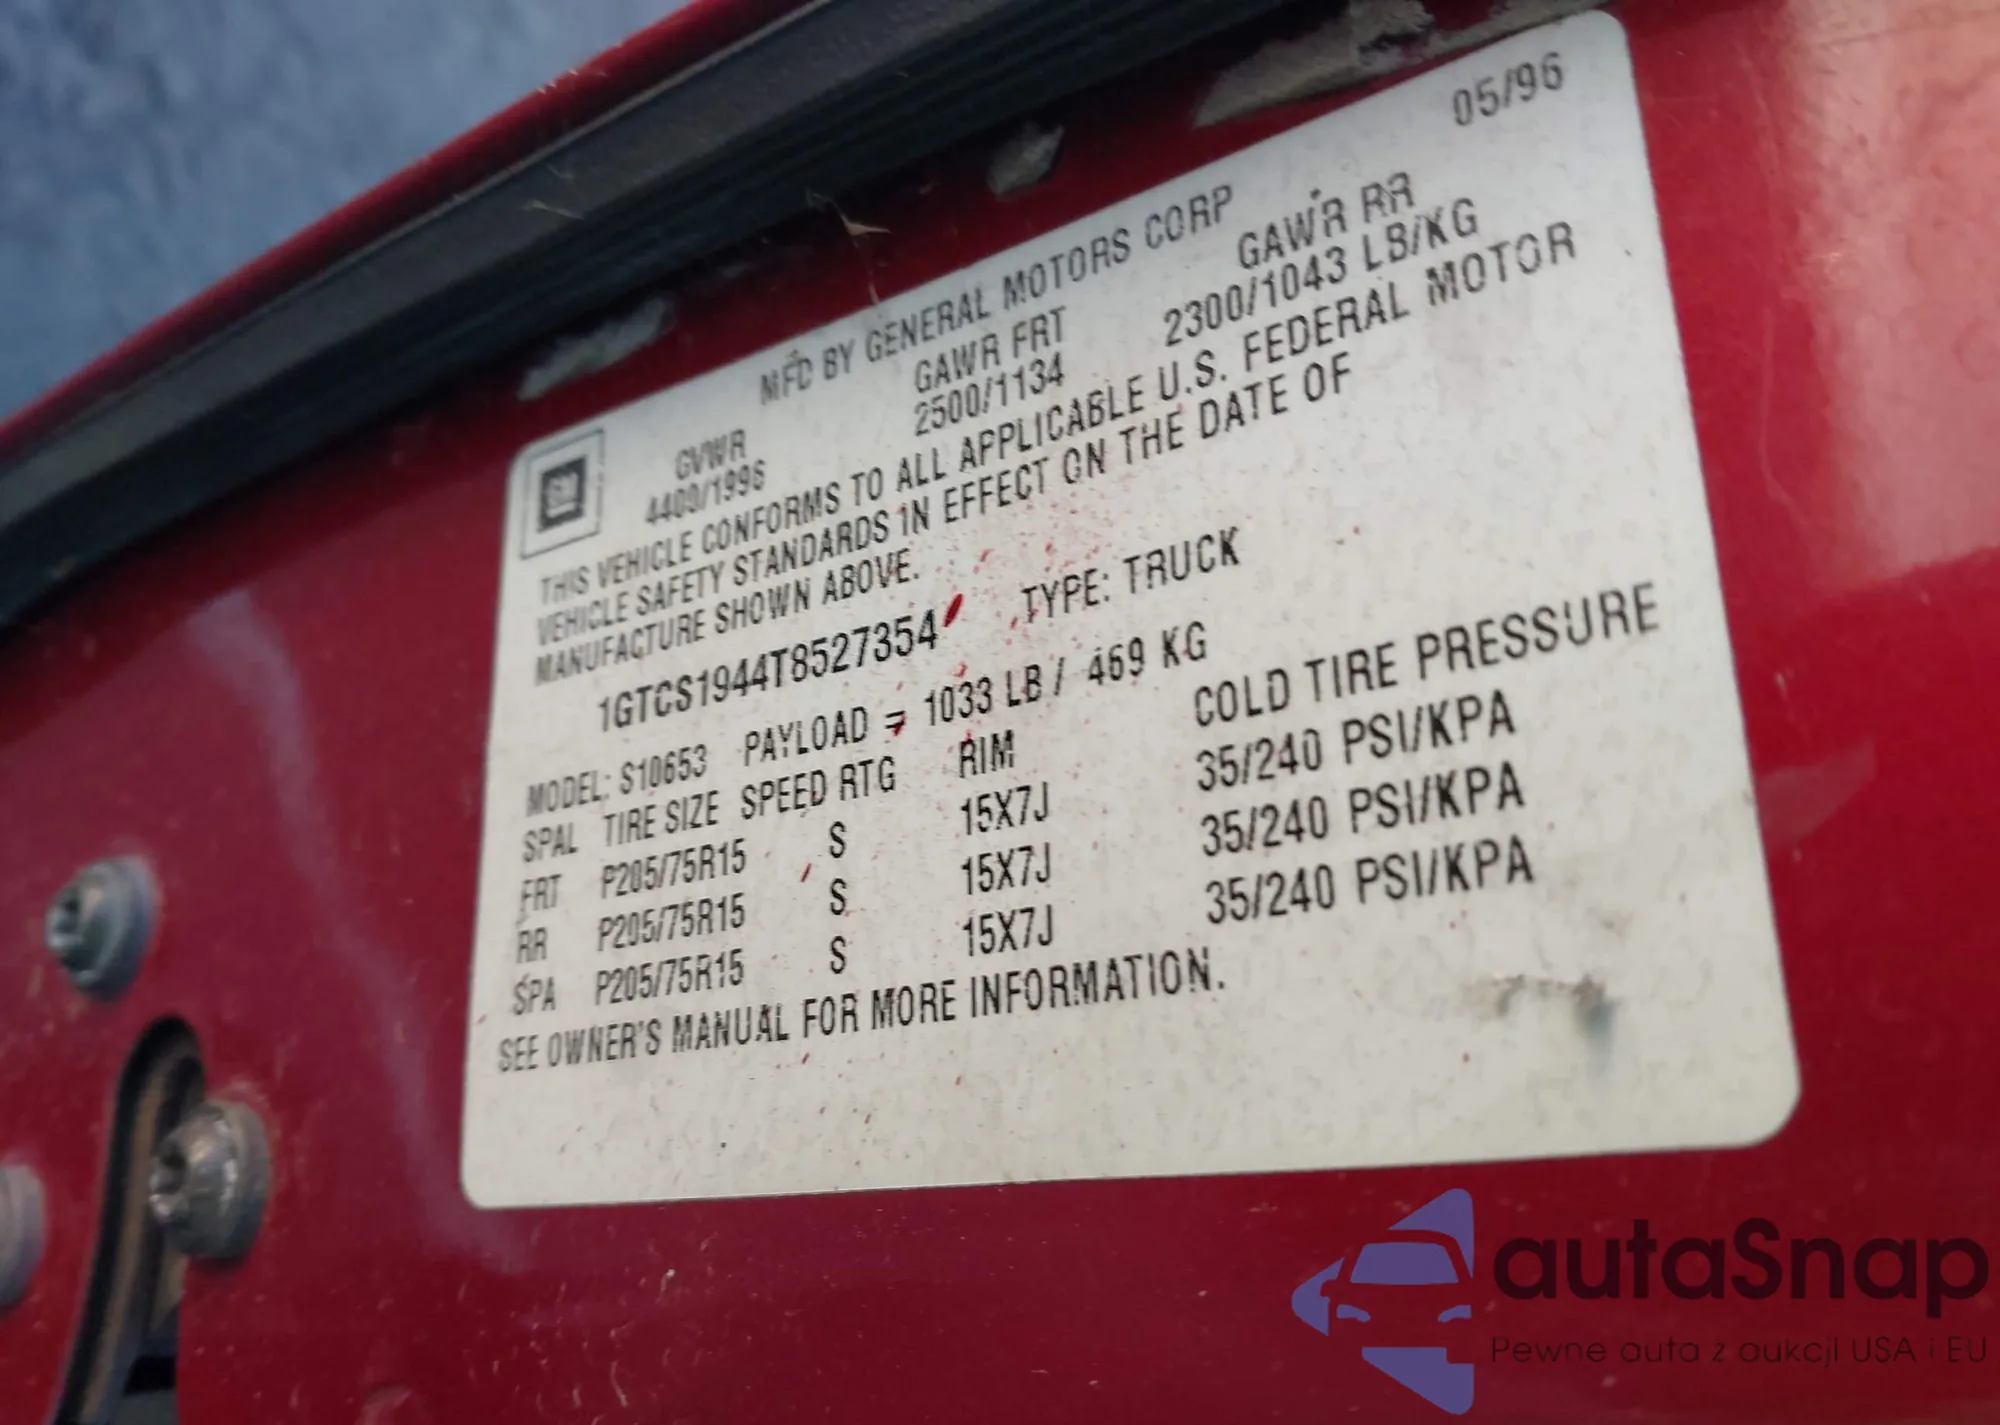 05/96
MFD BY GENERAL MOTORS CORP
GVWR GAWR FRT GAWR RR
4400/1996 2500/1134 2300/1043 LB/KG
THIS VEHICLE CONFORMS TO ALL APPLICABLE U.S. FEDERAL MOTOR
VEHICLE SAFETY STANDARDS IN EFFECT ON THE DATE OF
MANUFACTURE SHOWN ABOVE.
1GTCS1944T8527354 TYPE: TRUCK
MODEL: S10653 PAYLOAD = 1033 LB / 469 KG
SPAL TIRE SIZE SPEED RTG RIM COLD TIRE PRESSURE
FRT P205/75R15 S 15X7J 35/240 PSI/KPA
RR P205/75R15 S 15X7J 35/240 PSI/KPA
SPA P205/75R15 S 15X7J 35/240 PSI/KPA
SEE OWNER'S MANUAL FOR MORE INFORMATION.
GM
autaSnap
Pewne auta z aukcji USA i EU